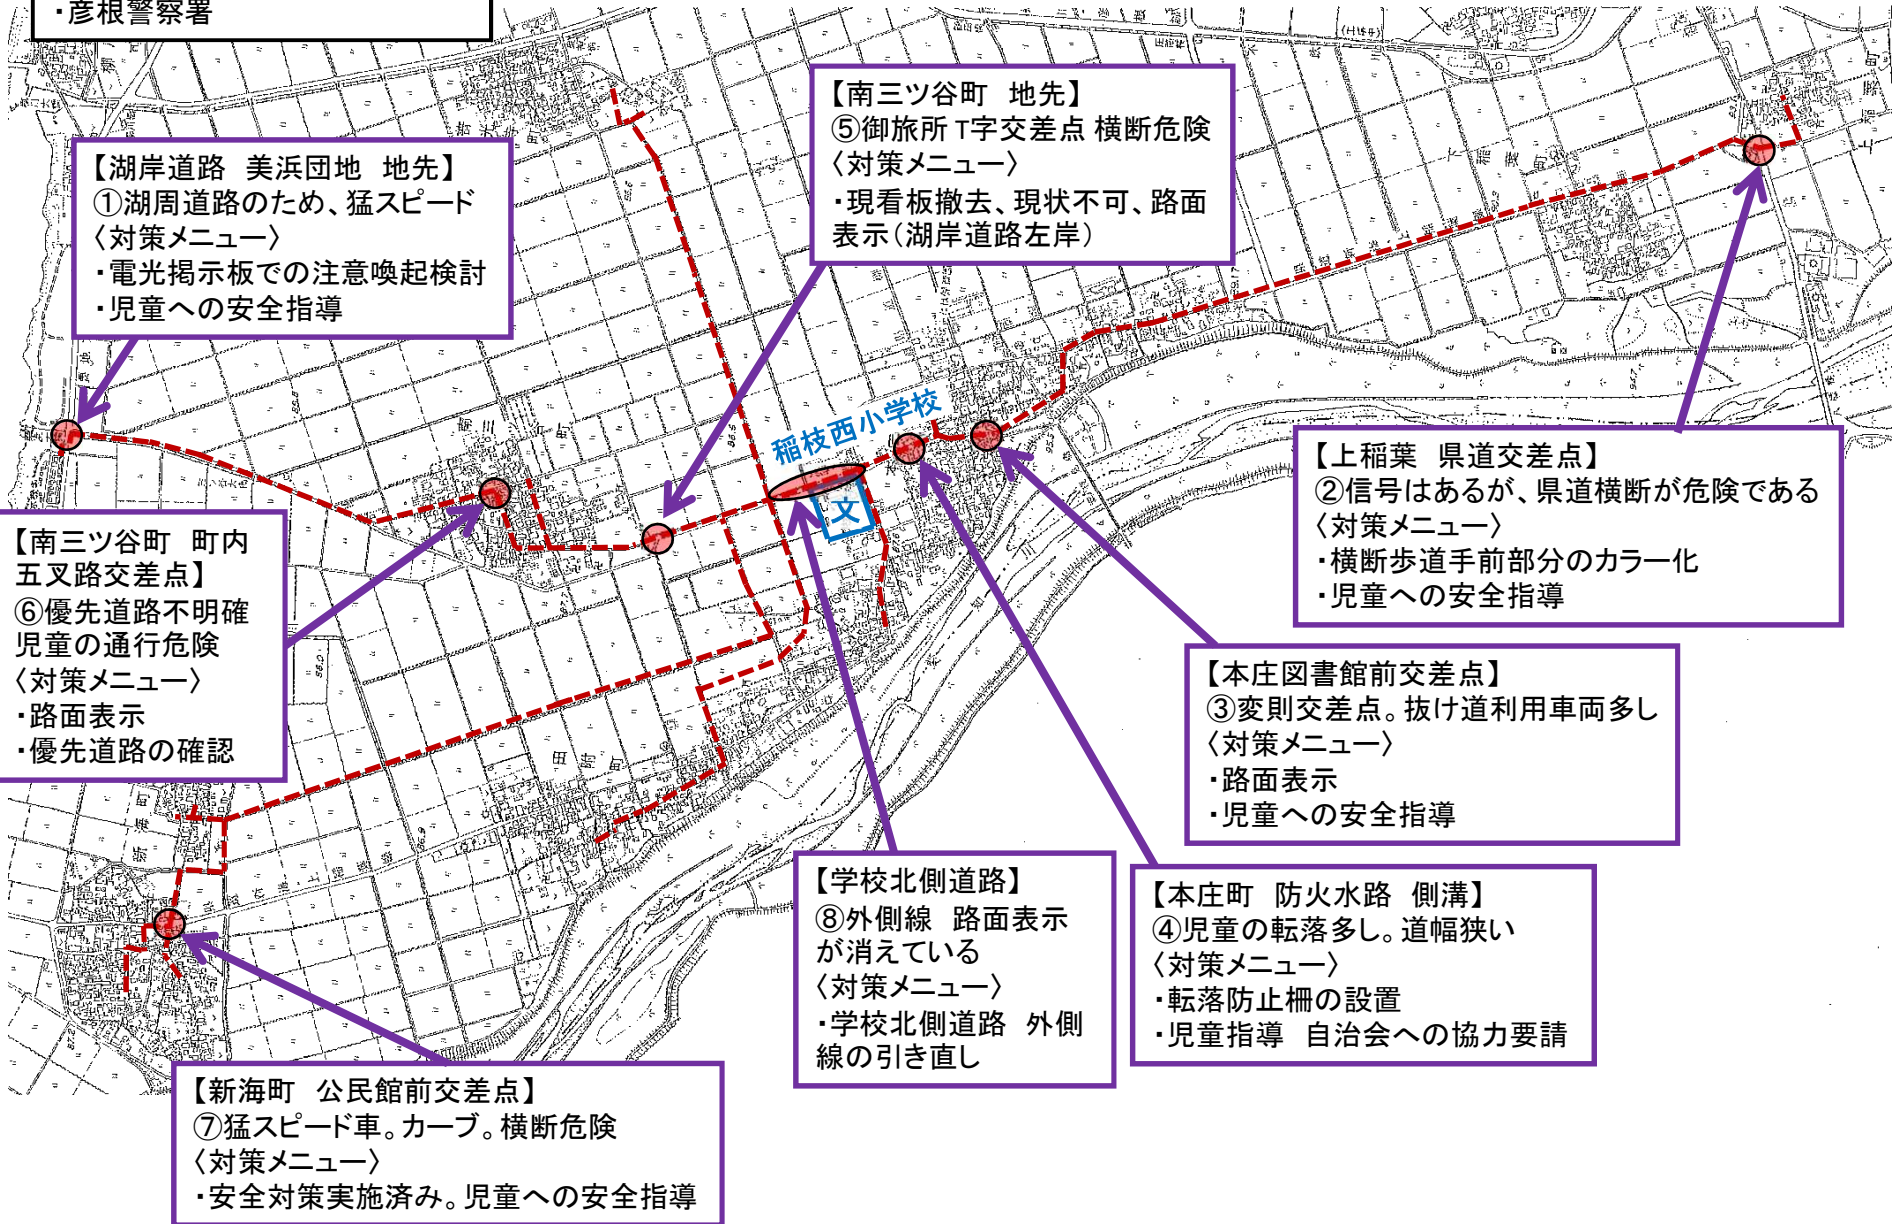 ・彦根警察署
【南三ツ谷町　地先】
⑤御旅所 T字交差点 横断危険
〈対策メニュー〉
・現看板撤去、現状不可、路面
表示（湖岸道路左岸）
【湖岸道路　美浜団地　地先】
①湖周道路のため、猛スピード
〈対策メニュー〉
・電光掲示板での注意喚起検討
・児童への安全指導
稲枝西小学校
文
【上稲葉　県道交差点】
②信号はあるが、県道横断が危険である
〈対策メニュー〉
・横断歩道手前部分のカラー化
・児童への安全指導
【南三ツ谷町　町内
五叉路交差点】
⑥優先道路不明確
児童の通行危険
〈対策メニュー〉
・路面表示
・優先道路の確認
【本庄図書館前交差点】
③変則交差点。抜け道利用車両多し
〈対策メニュー〉
・路面表示
・児童への安全指導
【学校北側道路】
⑧外側線　路面表示
が消えている
〈対策メニュー〉
・学校北側道路　外側
線の引き直し
【本庄町　防火水路　側溝】
④児童の転落多し。道幅狭い
〈対策メニュー〉
・転落防止柵の設置
・児童指導　自治会への協力要請
【新海町　公民館前交差点】
⑦猛スピード車。カーブ。横断危険
〈対策メニュー〉
・安全対策実施済み。児童への安全指導
田附町
新海町